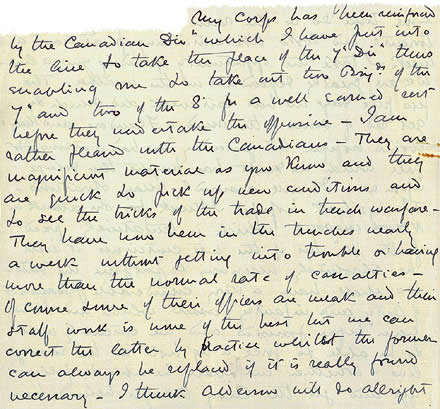 My Corps has been reinforced
by the Canadian Divn which I have put into
the line to take the place of the 7th Divn thus
enabling me to take out two Bdes of the
7th and two of the 8th for a well earned rest
before they undertake the offensive – I am
rather pleased with the Canadians – They are
magnificent material as you know and they
are quick to pick up new conditions and
to see the tricks of the trade in trench warfare –
They have now been in the trenches nearly
a week without getting into trouble or having
more than the normal rate of casualties –
Of course some of their officers are weak and their
staff work is none of the best but we can
correct the latter by practice whilst the former
can always be replaced if it is really found
necessary – I think Alderson will do allright